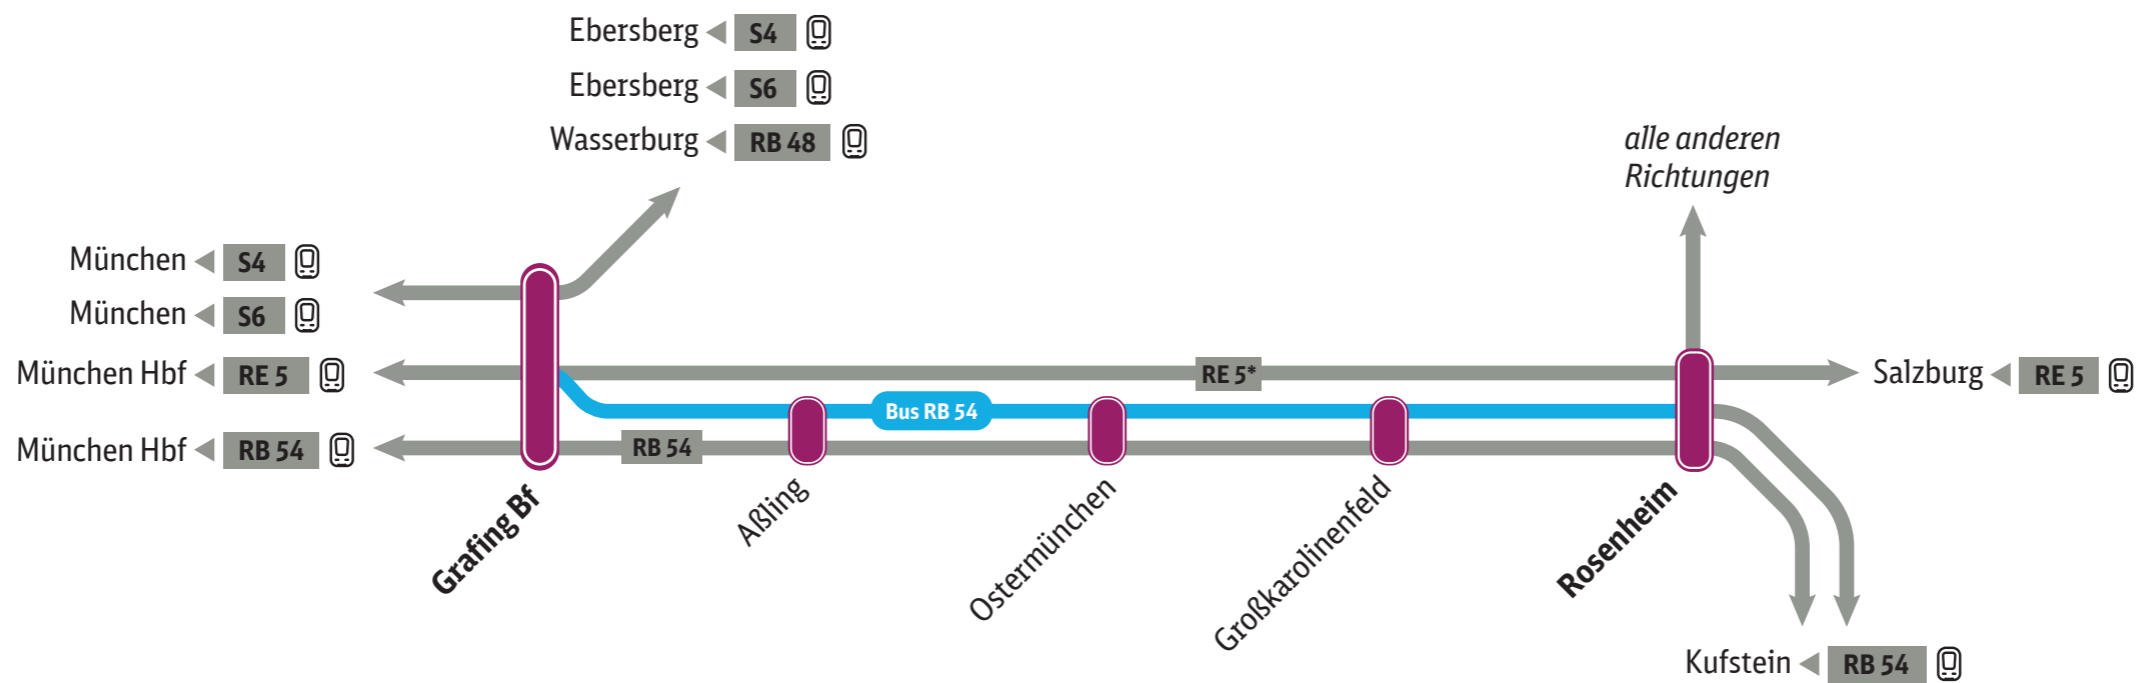 Ebersberg S4
Ebersberg S6
Wasserburg RB 48
alle anderen
Richtungen
München S4
München S6
München Hbf RE 5
RE 5*
Salzburg RE 5
Bus RB 54
München Hbf RB 54
RB 54
Grafing Bf
Aßling
Ostermünchen
Großkarolinenfeld
Rosenheim
Kufstein RB 54